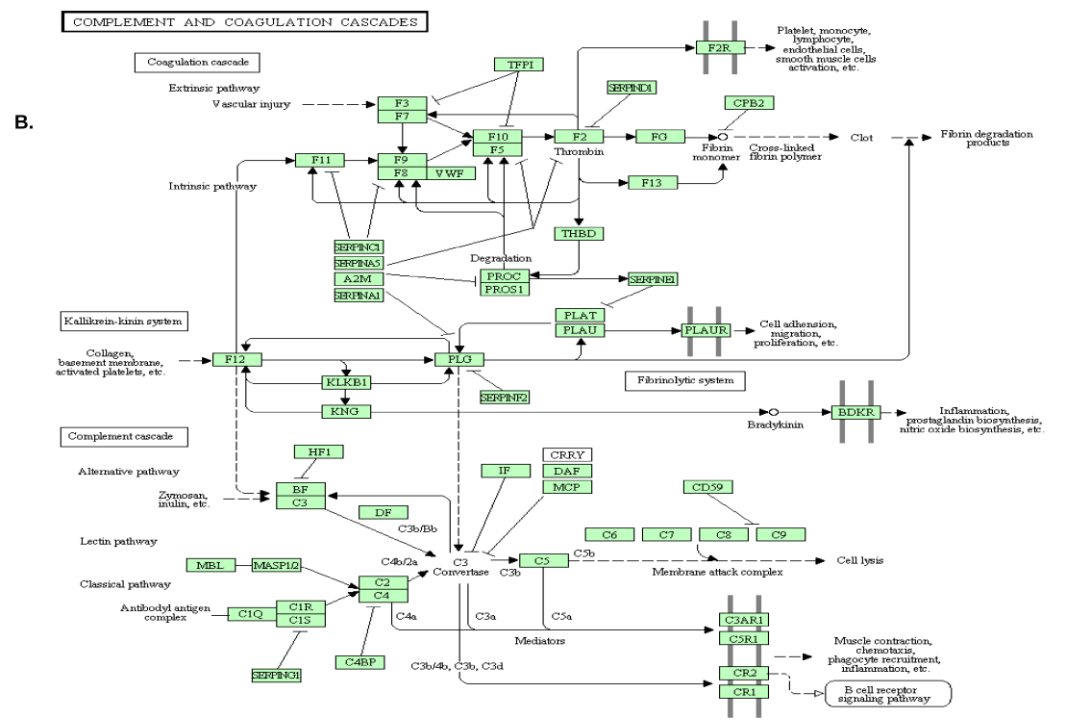 COMPLEMENT AND COAGULATION CASCADES
B.
Coagulation cascade
Extrinsic pathway
Vascular injury
TFPI
F3
F7
F2R
Platelet, monocyte,
lymphocyte,
endothelial cells,
smooth muscle cells
activation, etc.
SERPIND1
CPB2
F10
F5
F2
Thrombin
FG
Fibrin
monomer
Cross-linked
fibrin polymer
Clot
Fibrin degradation
products
F11
F9
F8
VWF
Intrinsic pathway
F13
THBD
SERPINC1
SERPINA5
A2M
SERPINA1
Degradation
PROC
PROS1
SERPINE1
Kallikrein-kinin system
PLAT
PLAU
PLAUR
Cell adhension,
migration,
proliferation, etc.
Collagen,
basement membrane,
activated platelets, etc.
F12
PLG
KLKB1
Fibrinolytic system
SERPINF2
KNG
Bradykinin
BDKR
Inflammation,
prostaglandin biosynthesis,
nitric oxide biosynthesis, etc.
Complement cascade
Alternative pathway
HF1
Zymosan,
inulin, etc.
BF
C3
DF
C3b/Bb
IF
CRRY
DAF
MCP
CD59
C6
C7
C8
C9
Lectin pathway
MBL
MASP1/2
C4b/2a
C3
Convertase
C3b
C5
C5b
Membrane attack complex
Cell lysis
Classical pathway
Antibodyl antigen
complex
C1Q
C1R
C1S
C2
C4
C4a
C3a
C5a
Mediators
SERPING1
C4BP
C3b/4b, C3b, C3d
C3AR1
C5R1
CR2
CR1
Muscle contraction,
chemotaxis,
phagocyte recruitment,
inflammation, etc.
B cell receptor
signaling pathway